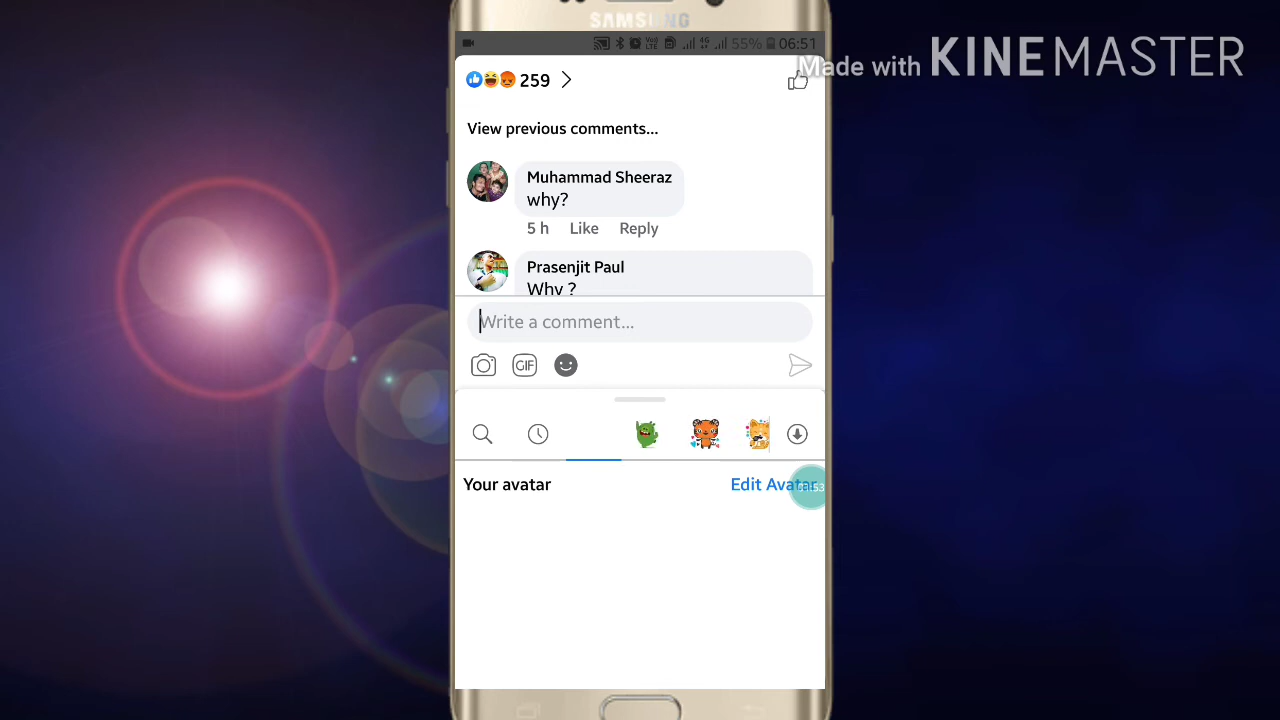 SAMSUNG
55% 06:51
Made with KINEMASTER
259
View previous comments...
Muhammad Sheeraz
why?
5 h Like Reply
Prasenjit Paul
Why ?
Write a comment...
GIF
Your avatar
Edit Avatar